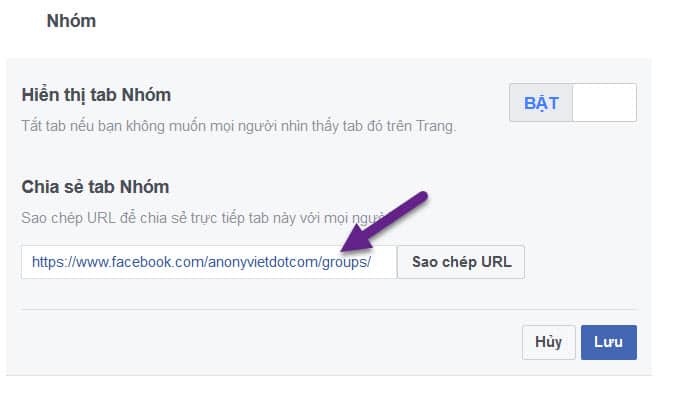 Nhóm
Hiển thị tab Nhóm
BẬT
Tắt tab nếu bạn không muốn mọi người nhìn thấy tab đó trên Trang.
Chia sẻ tab Nhóm
Sao chép URL để chia sẻ trực tiếp tab này với mọi
https://www.facebook.com/anonyvietdotcom/groups/
Sao chép URL
Hủy
Lưu